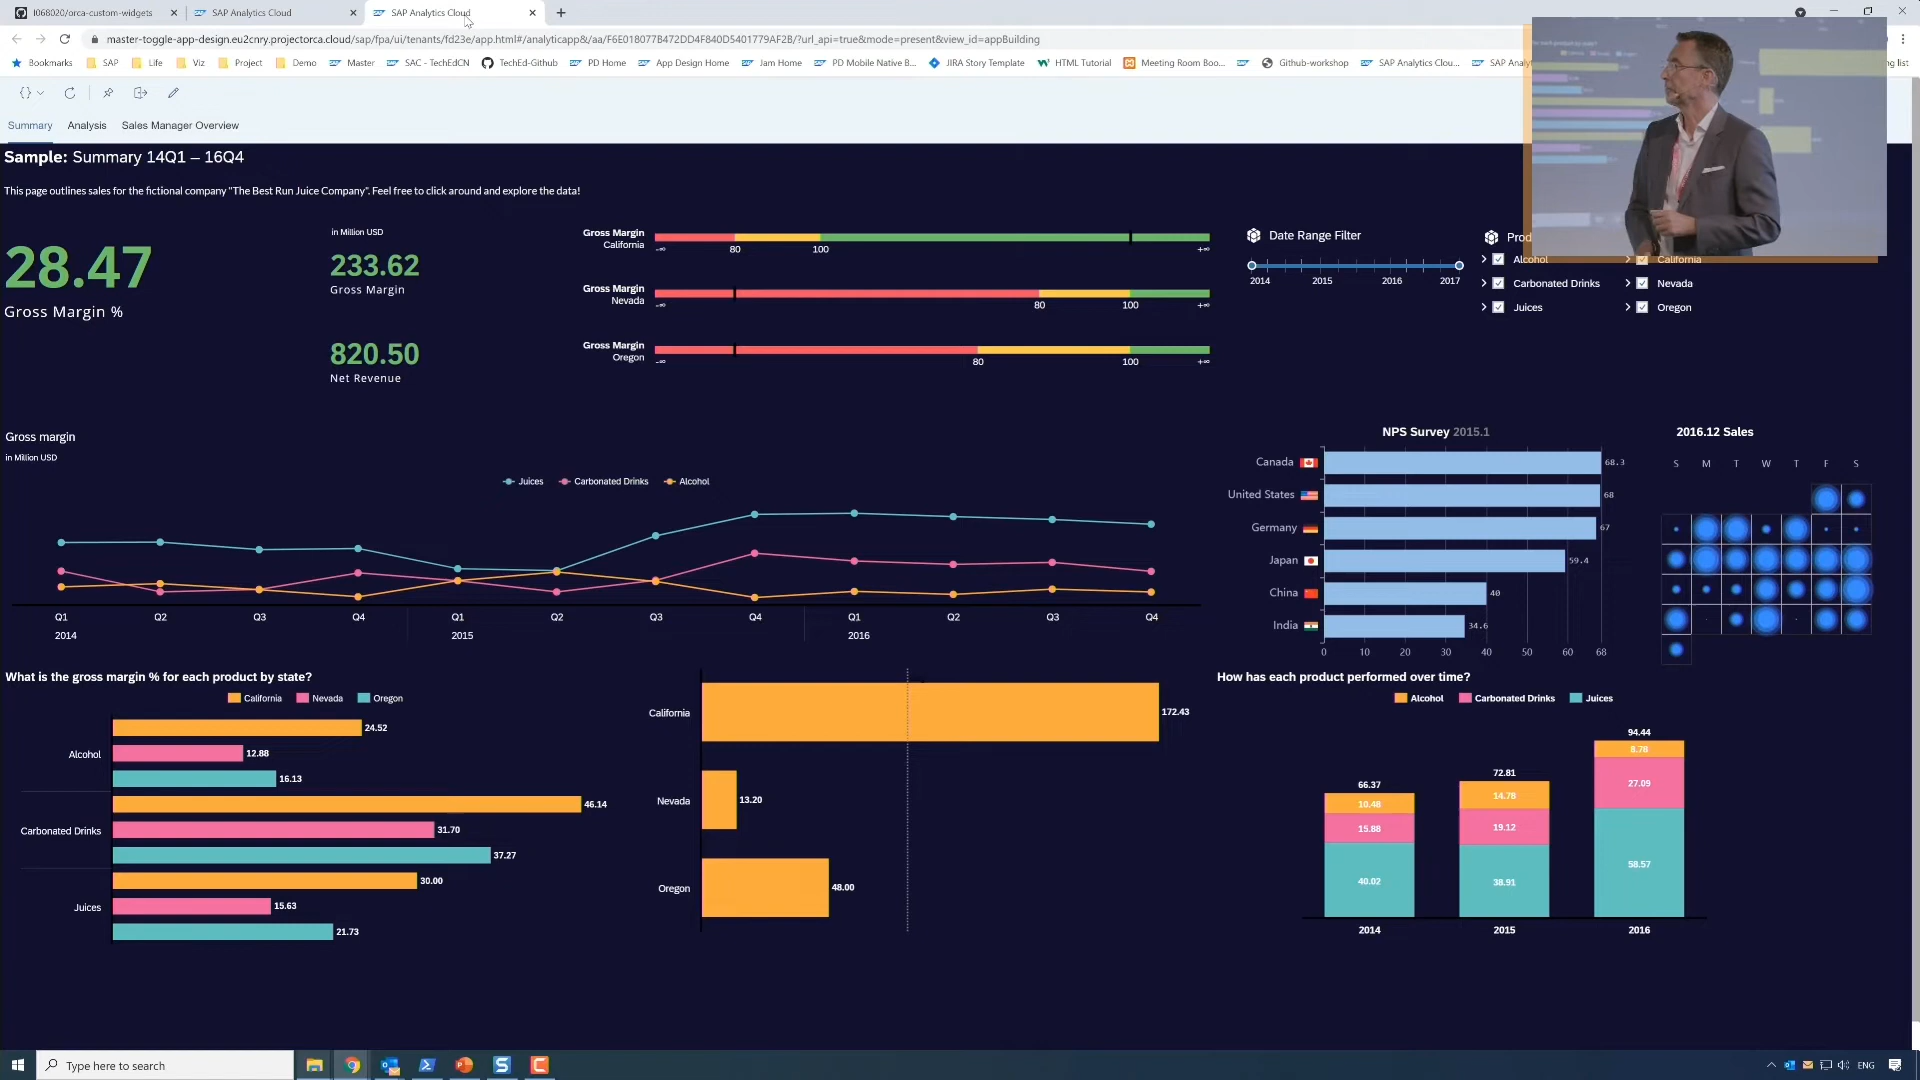 I068020/orca-custom-widgets
SAP Analytics Cloud
SAP Analytics Cloud
master-toggle-app-design.eu2cnry.projectorca.cloud/sap/fpa/ui/tenants/fd23e/app.html#/analyticapp&/aa/F6E018077B472DD4F840D5401779AF2B/?url_api=true&mode=present&view_id=appBuilding
Bookmarks SAP Life Viz Project Demo Master SAC - TechEdCN TechEd-Github PD Home App Design Home Jam Home PD Mobile Native B... JIRA Story Template HTML Tutorial Meeting Room Boo... Github-workshop SAP Analytics Clou... SAP Analy
ng list
Summary Analysis Sales Manager Overview
Sample: Summary 14Q1 – 16Q4
This page outlines sales for the fictional company "The Best Run Juice Company". Feel free to click around and explore the data!
28.47
Gross Margin %
in Million USD
233.62
Gross Margin
820.50
Net Revenue
Gross Margin
California
-∞ 80 100 +∞
Gross Margin
Nevada
-∞ 80 100 +∞
Gross Margin
Oregon
-∞ 80 100 +∞
Date Range Filter
2014 2015 2016 2017
Prod
Alcohol
Carbonated Drinks
Juices
California
Nevada
Oregon
Gross margin
in Million USD
Juices Carbonated Drinks Alcohol
Q1 Q2 Q3 Q4 Q1 Q2 Q3 Q4 Q1 Q2 Q3 Q4
2014 2015 2016
NPS Survey 2015.1
Canada 68.3
United States 68
Germany 67
Japan 59.4
China 40
India 34.6
0 10 20 30 40 50 60 68
2016.12 Sales
S M T W T F S
What is the gross margin % for each product by state?
California Nevada Oregon
Alcohol
24.52
12.88
16.13
Carbonated Drinks
46.14
31.70
37.27
Juices
30.00
15.63
21.73
California 172.43
Nevada 13.20
Oregon 48.00
How has each product performed over time?
Alcohol Carbonated Drinks Juices
66.37
10.48
15.88
40.02
2014
72.81
14.78
19.12
38.91
2015
94.44
8.78
27.09
58.57
2016
Type here to search
ENG